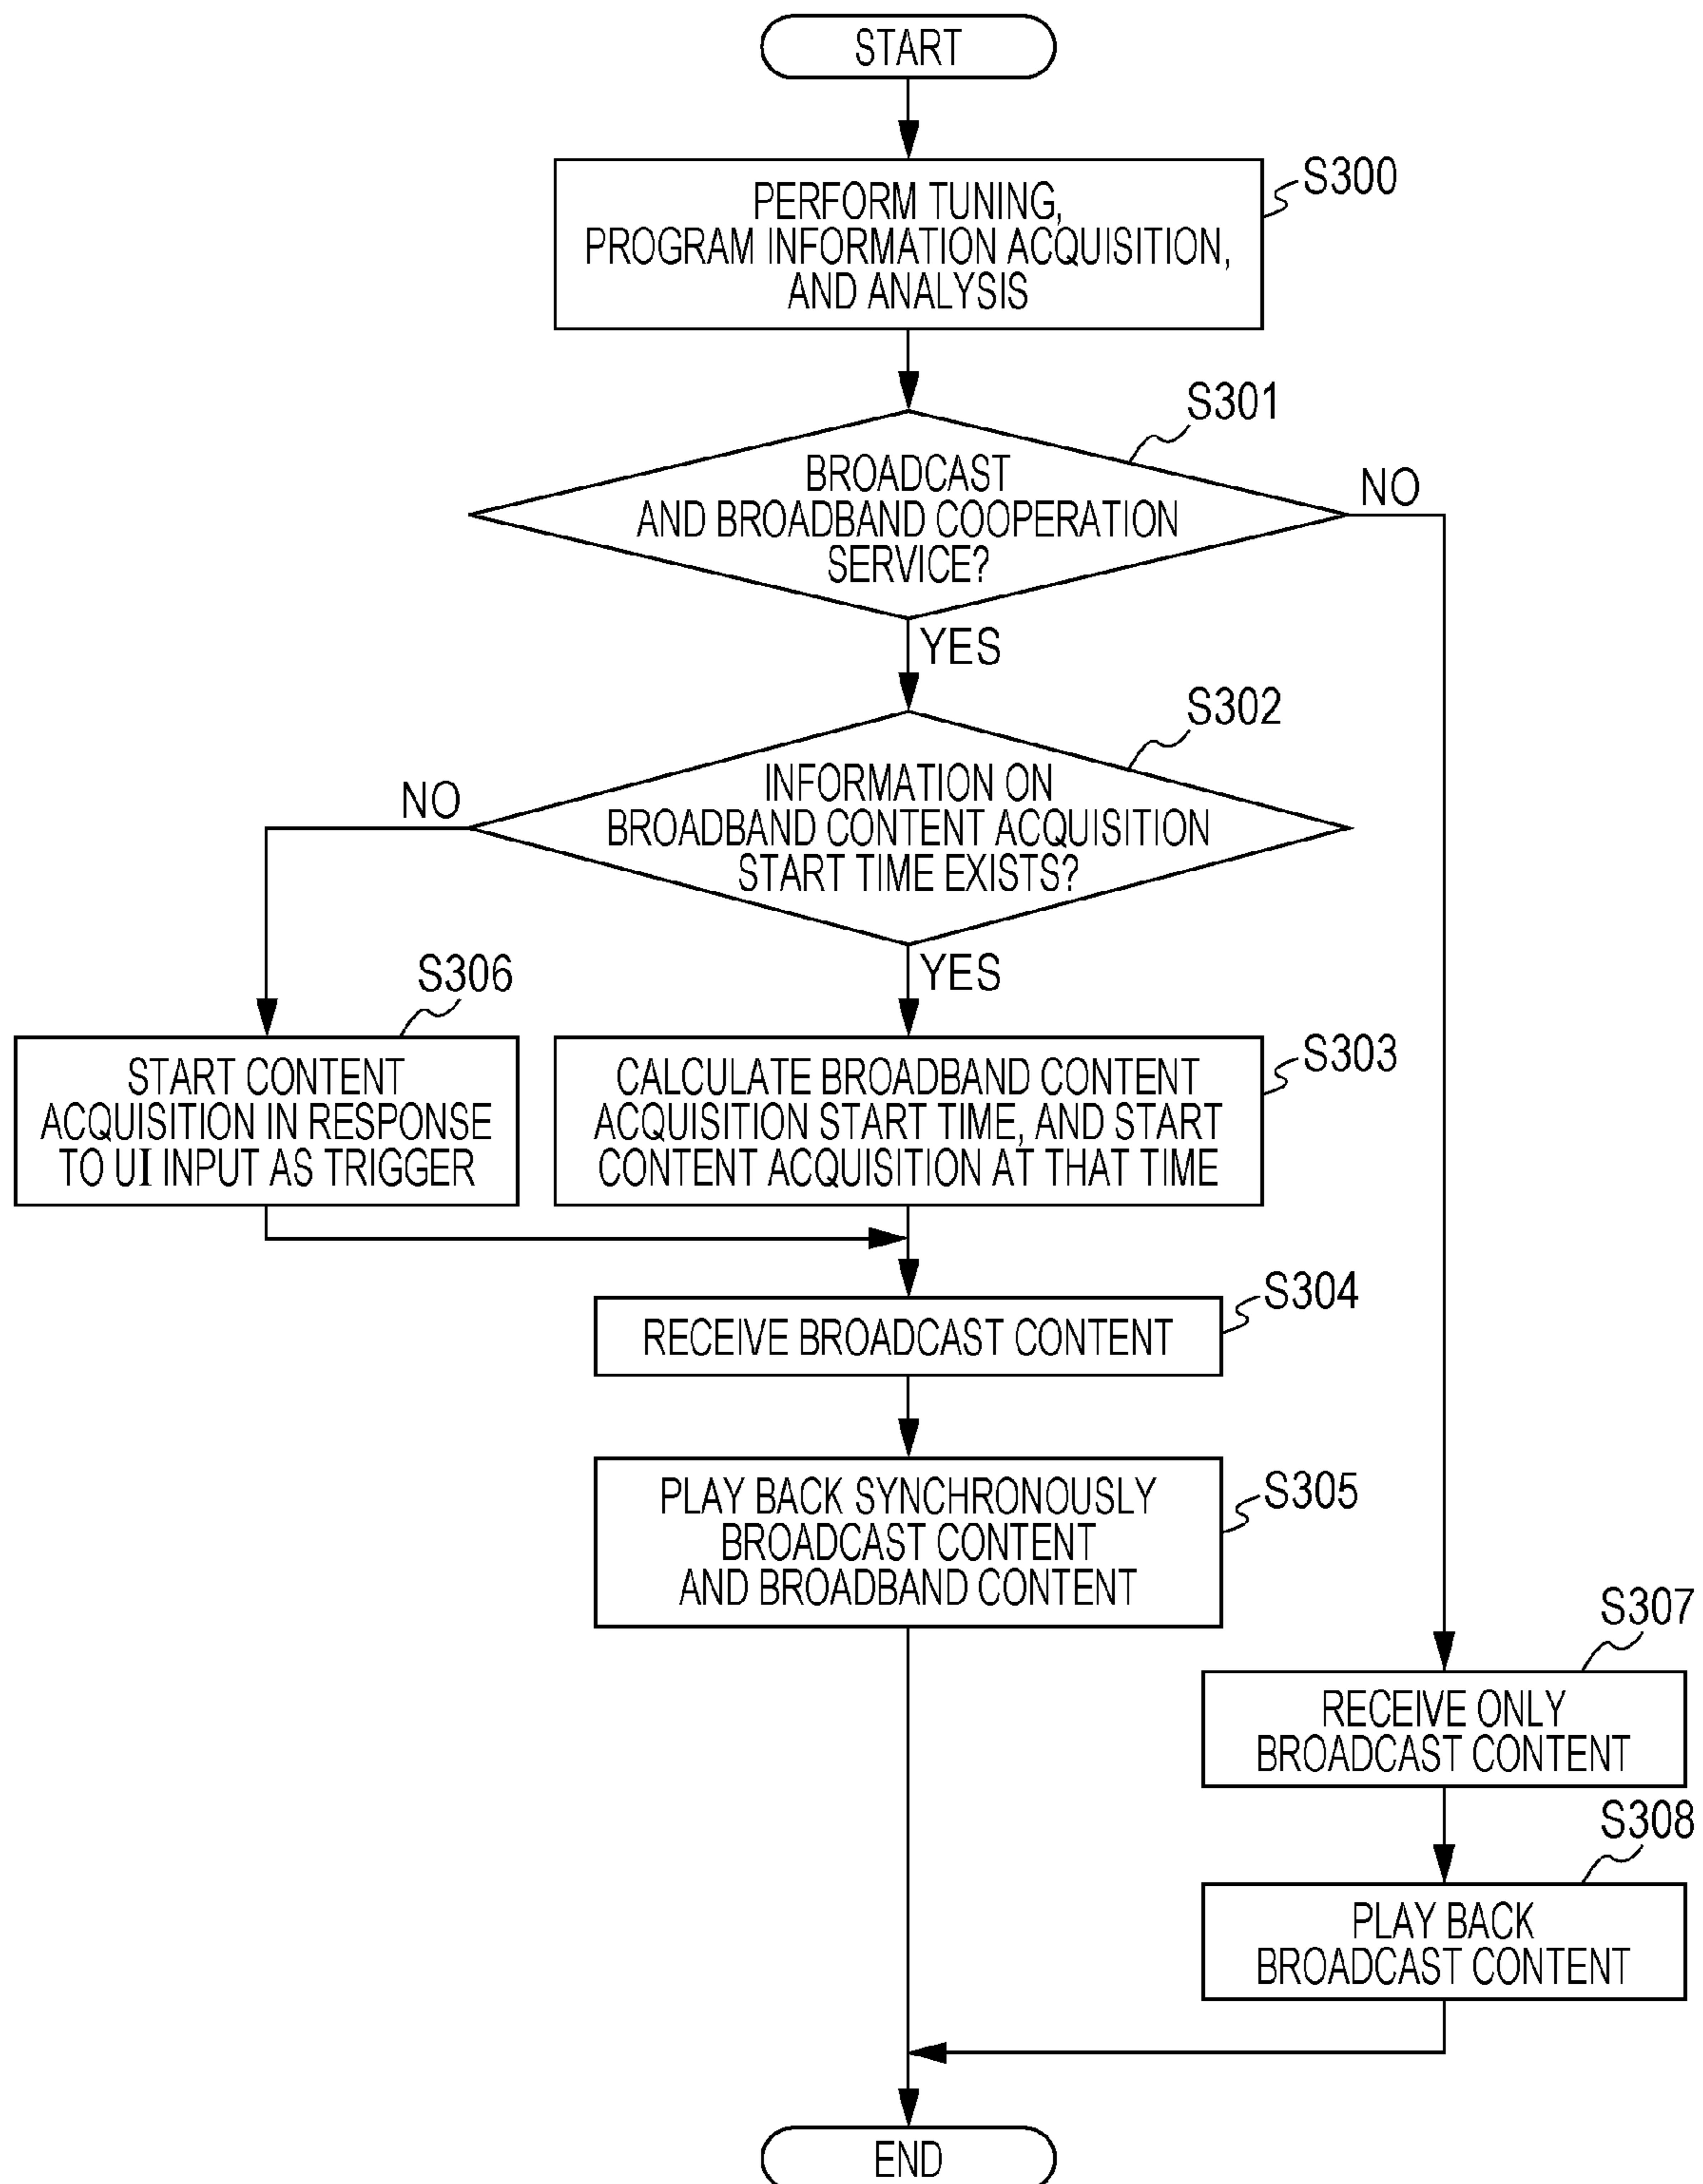 START
S300
PERFORM TUNING,
PROGRAM INFORMATION ACQUISITION,
AND ANALYSIS
S301
BROADCAST
AND BROADBAND COOPERATION
SERVICE?
NO
YES
S302
INFORMATION ON
BROADBAND CONTENT ACQUISITION
START TIME EXISTS?
NO
YES
S306
START CONTENT
ACQUISITION IN RESPONSE
TO UI INPUT AS TRIGGER
S303
CALCULATE BROADBAND CONTENT
ACQUISITION START TIME, AND START
CONTENT ACQUISITION AT THAT TIME
S304
RECEIVE BROADCAST CONTENT
S305
PLAY BACK SYNCHRONOUSLY
BROADCAST CONTENT
AND BROADBAND CONTENT
S307
RECEIVE ONLY
BROADCAST CONTENT
S308
PLAY BACK
BROADCAST CONTENT
END